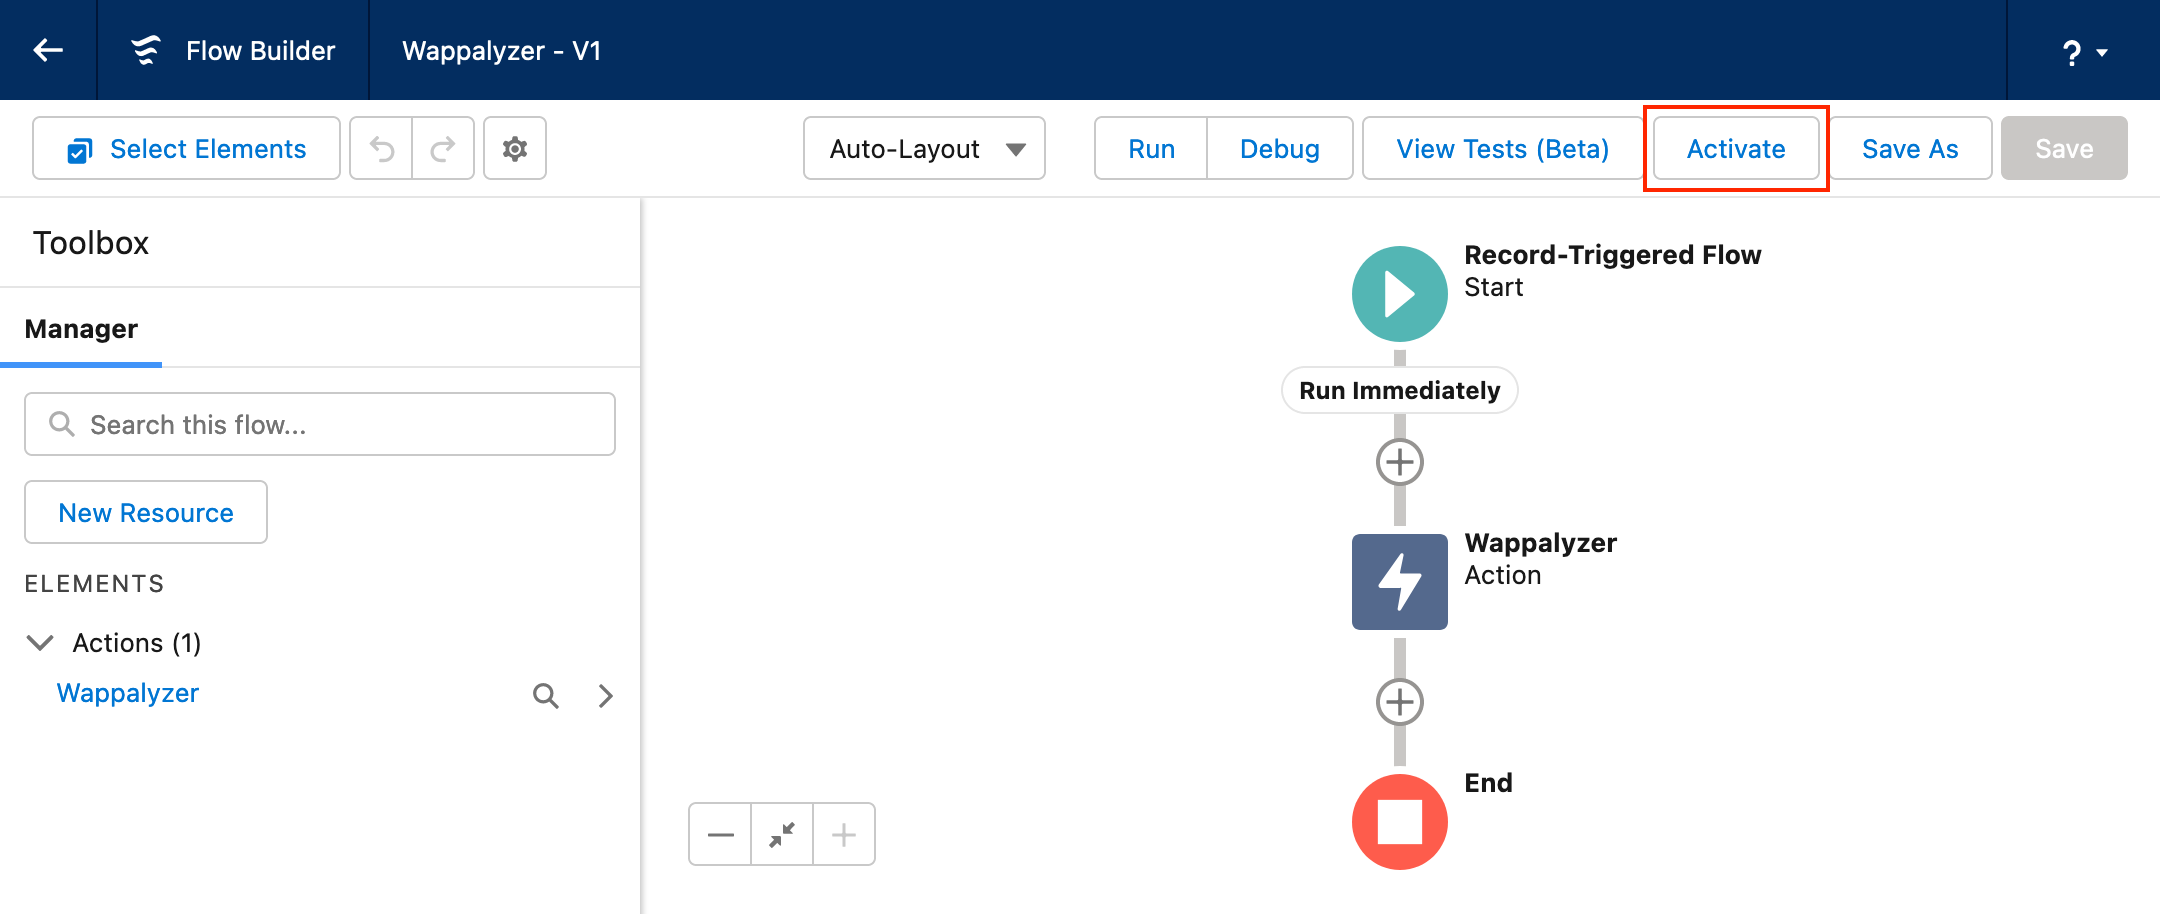 Flow Builder
Wappalyzer - V1
?
Select Elements
Auto-Layout
Run
Debug
View Tests (Beta)
Activate
Save As
Save
Toolbox
Manager
Search this flow...
New Resource
ELEMENTS
Actions (1)
Wappalyzer
Record-Triggered Flow
Start
Run Immediately
Wappalyzer
Action
End